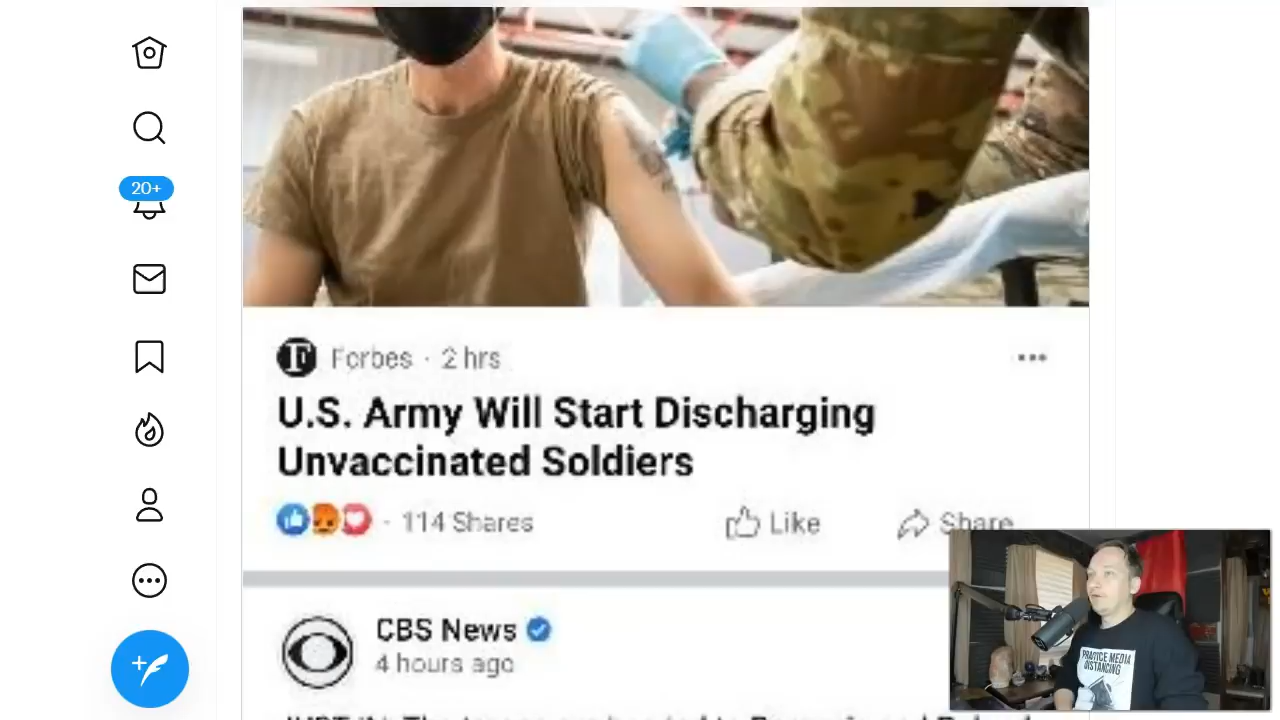 20+
F Forbes · 2 hrs
U.S. Army Will Start Discharging
Unvaccinated Soldiers
· 114 Shares
Like
Share
CBS News
4 hours ago
PRACTICE MEDIA
DISTANCING